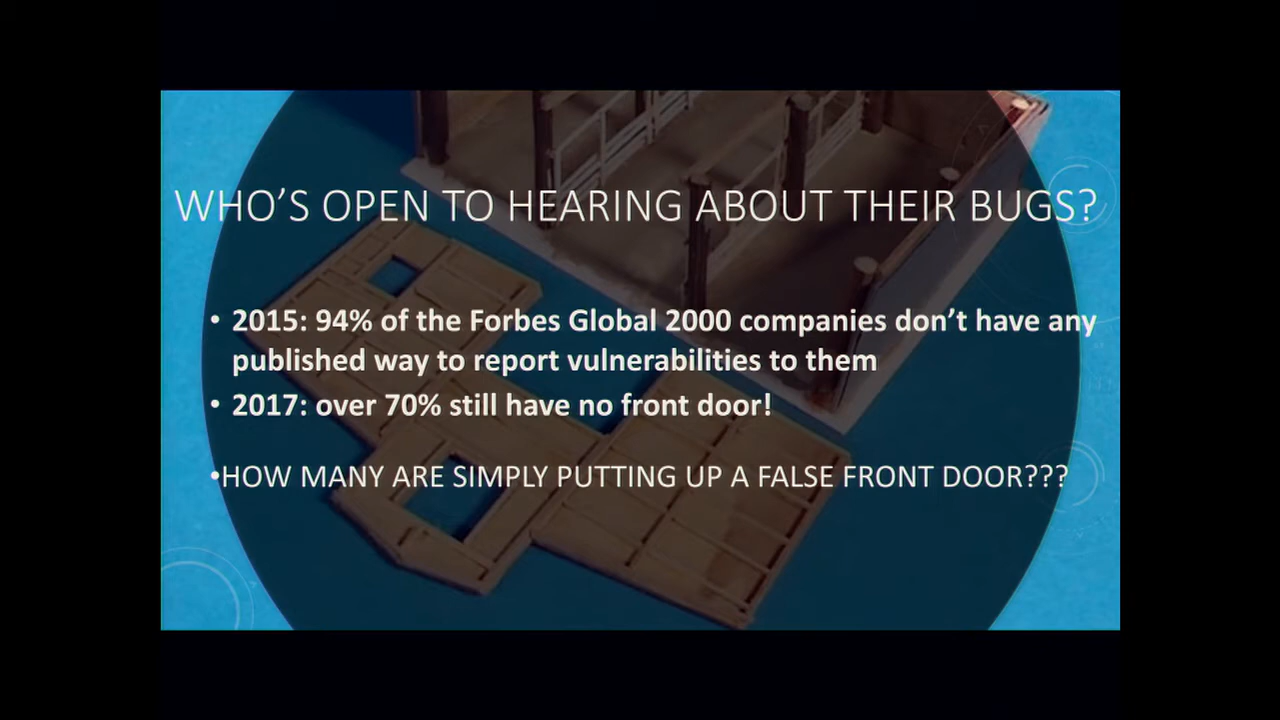 WHO’S OPEN TO HEARING ABOUT THEIR BUGS?
• 2015: 94% of the Forbes Global 2000 companies don’t have any
published way to report vulnerabilities to them
• 2017: over 70% still have no front door!
•HOW MANY ARE SIMPLY PUTTING UP A FALSE FRONT DOOR???